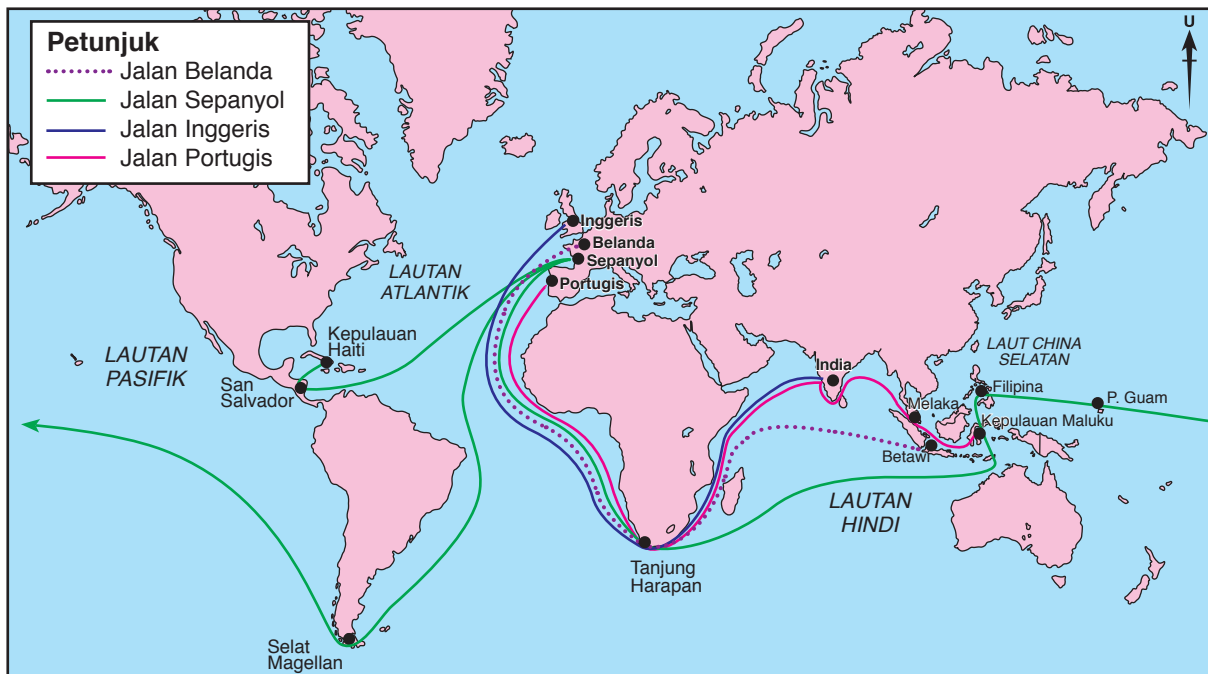 Petunjuk
Jalan Belanda
Jalan Sepanyol
Jalan Inggeris
Jalan Portugis
U
Inggeris
Belanda
Sepanyol
Portugis
LAUTAN
ATLANTIK
Kepulauan
Haiti
LAUTAN
PASIFIK
San
Salvador
LAUT CHINA
SELATAN
India
Filipina
P. Guam
Melaka
Kepulauan Maluku
Betawi
LAUTAN
HINDI
Tanjung
Harapan
Selat
Magellan